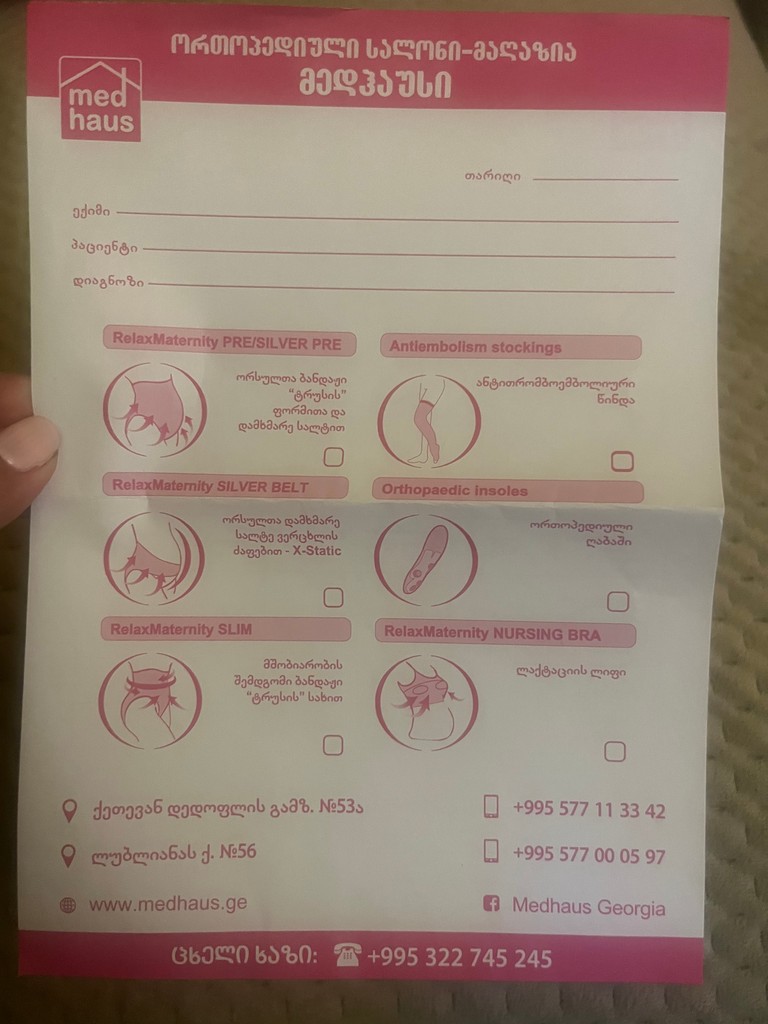 ორთოპედიული სალონი-მაღაზია
მედჰაუსი
med
haus
თარიღი
ექიმი
პაციენტი
დიაგნოზი
RelaxMaternity PRE/SILVER PRE
ორსულთა ბანდაჟი
“ტრუსის”
ფორმითა და
დამხმარე სალტით
Antiembolism stockings
ანტითრომბოემბოლიური
წინდა
RelaxMaternity SILVER BELT
ორსულთა დამხმარე
სალტე ვერცხლის
ძაფებით - X-Static
Orthopaedic insoles
ორთოპედიული
ღაბაში
RelaxMaternity SLIM
მშობიარობის
შემდგომი ბანდაჟი
“ტრუსის” სახით
RelaxMaternity NURSING BRA
ლაქტაციის ლიფი
ქეთევან დედოფლის გამზ. №53ა
+995 577 11 33 42
ლუბლიანას ქ. №56
+995 577 00 05 97
www.medhaus.ge
Medhaus Georgia
ცხელი ხაზი: +995 322 745 245